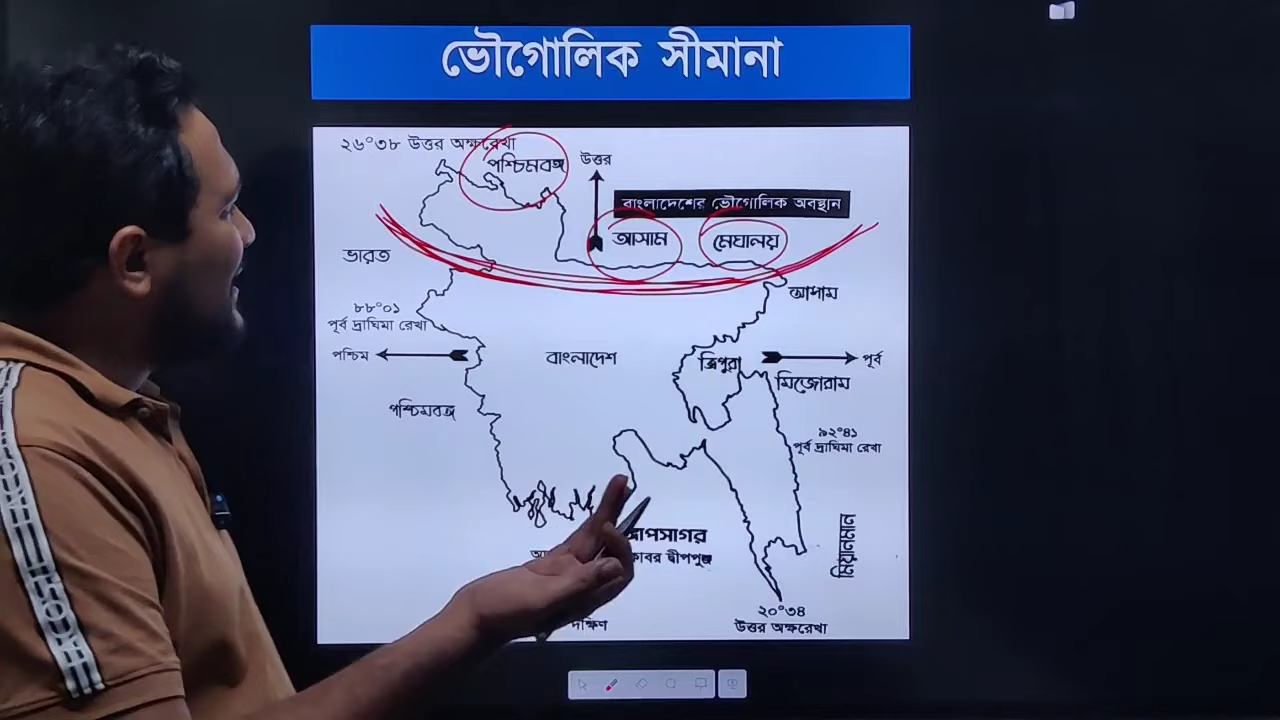 ভৌগোলিক সীমানা
২৬°৩৮ উত্তর অক্ষরেখা
পশ্চিমবঙ্গ
উত্তর
বাংলাদেশের ভৌগোলিক অবস্থান
আসাম
মেঘালয়
ভারত
আসাম
৮৮°০১
পূর্ব দ্রাঘিমা রেখা
পশ্চিম
বাংলাদেশ
ত্রিপুরা
পূর্ব
মিজোরাম
পশ্চিমবঙ্গ
৯২°৪১
পূর্ব দ্রাঘিমা রেখা
মিয়ানমান
দ্বীপপুঞ্জ
২০°৩৪
উত্তর অক্ষরেখা
দক্ষিণ